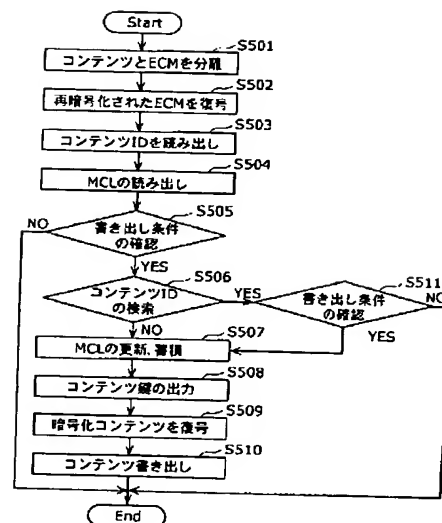 Start
S501
コンテンツとECMを分離
S502
再暗号化されたECMを復号
S503
コンテンツIDを読み出し
S504
MCLの読み出し
S505
NO
書き出し条件
の確認
YES
S506
コンテンツID
の検索
YES
S511
書き出し条件
の確認
NO
NO
S507
YES
MCLの更新、蓄積
S508
コンテンツ鍵の出力
S509
暗号化コンテンツを復号
S510
コンテンツ書き出し
End